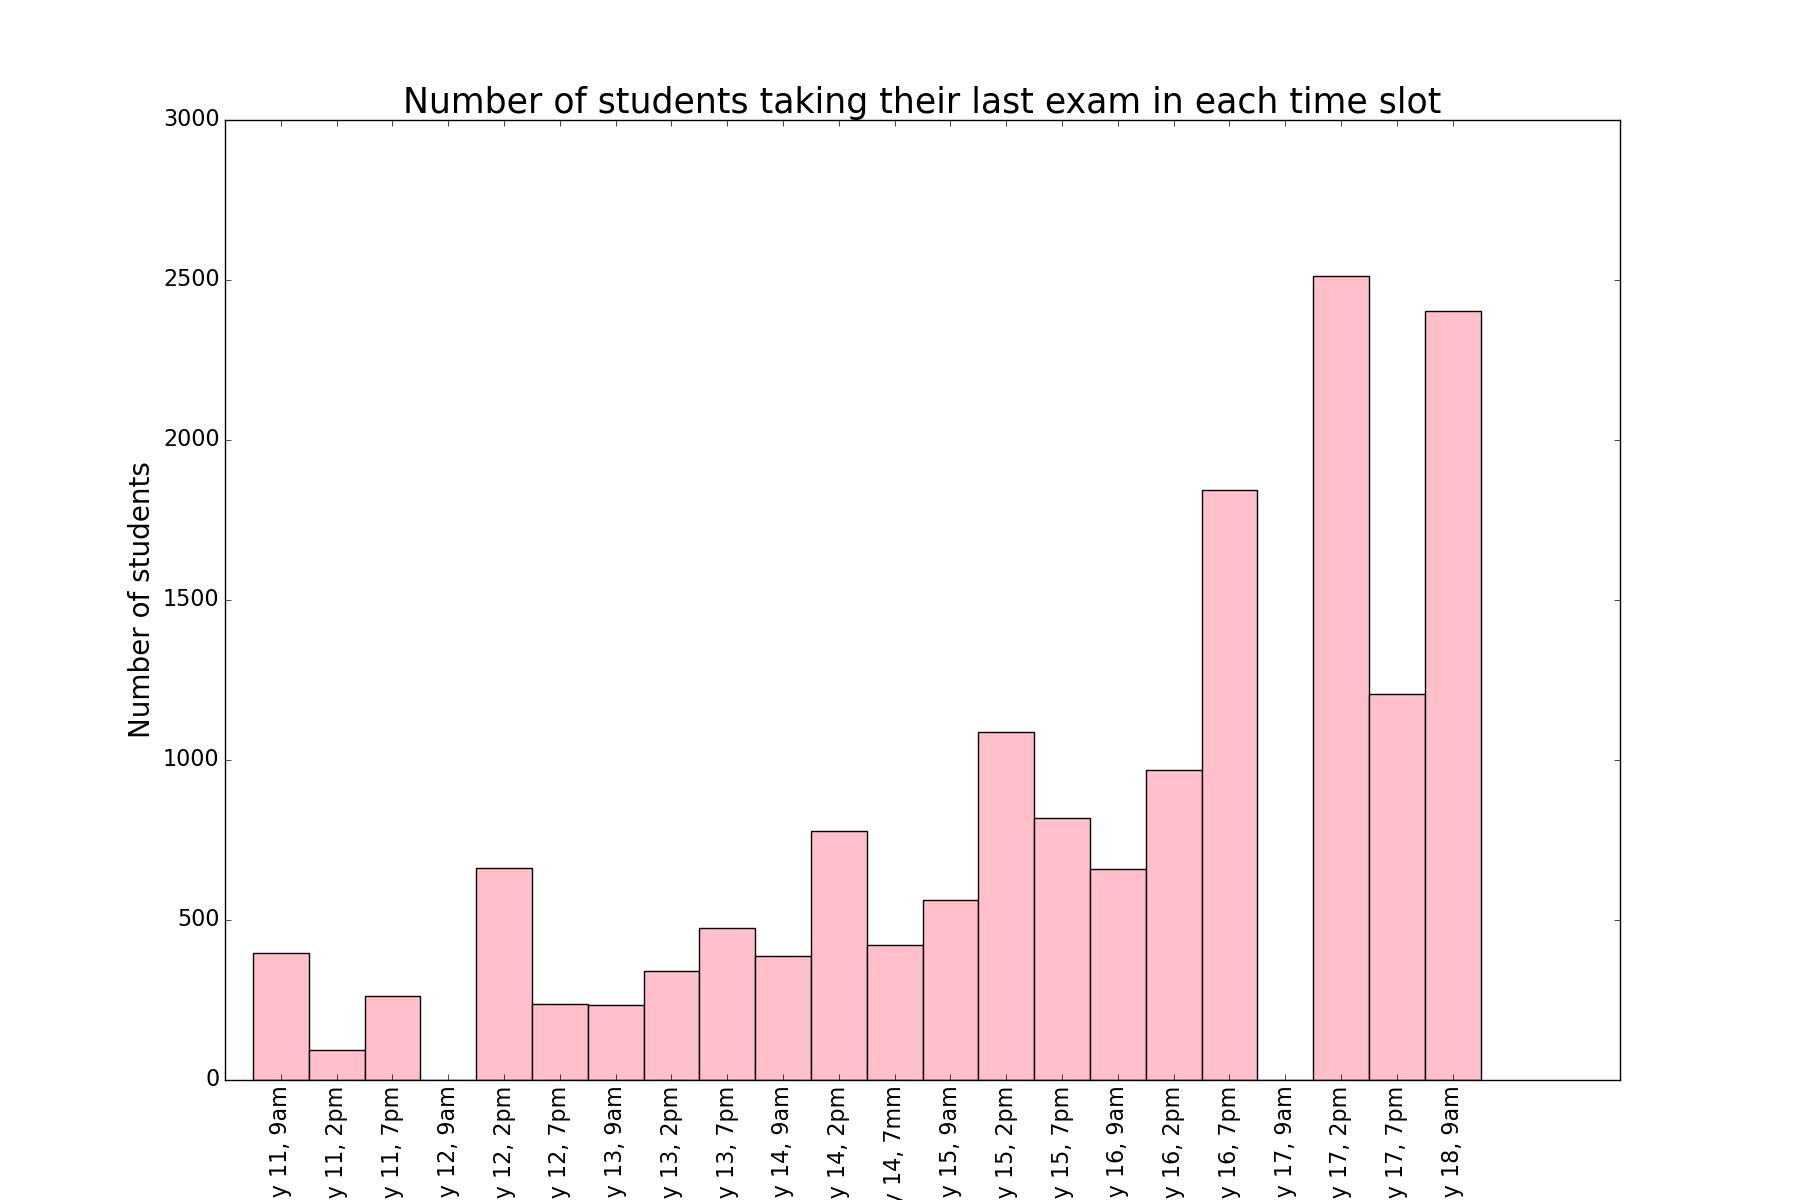 Number of students taking their last exam in each time slot
3000
2500
2000
1500
1000
500
0
Number of students
y 11, 9am
y 11, 2pm
y 11, 7pm
y 12, 9am
y 12, 2pm
y 12, 7pm
y 13, 9am
y 13, 2pm
y 13, 7pm
y 14, 9am
y 14, 2pm
y 14, 7mm
y 15, 9am
y 15, 2pm
y 15, 7pm
y 16, 9am
y 16, 2pm
y 16, 7pm
y 17, 9am
y 17, 2pm
y 17, 7pm
y 18, 9am